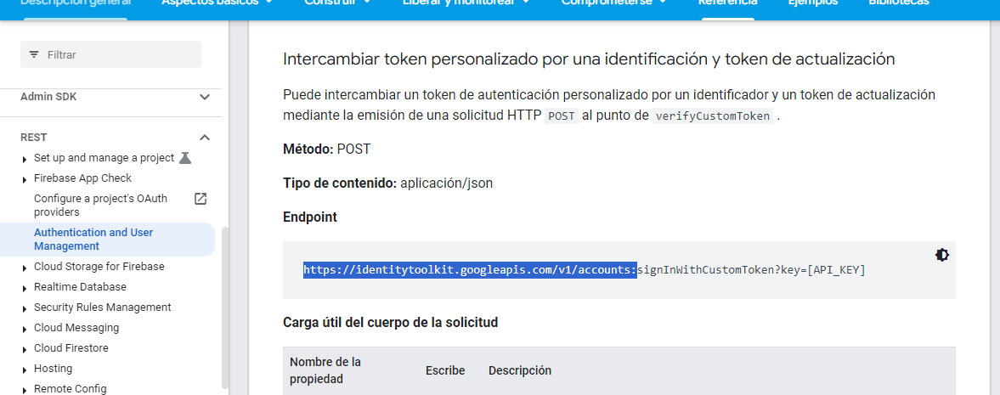 Descripción general
Aspectos básicos
Construir
Liberar y monitorear
Comprometerse
Referencia
Ejemplos
Bibliotecas
Filtrar
Admin SDK
REST
Set up and manage a project
Firebase App Check
Configure a project's OAuth
providers
Authentication and User
Management
Cloud Storage for Firebase
Realtime Database
Security Rules Management
Cloud Messaging
Cloud Firestore
Hosting
Remote Config
Intercambiar token personalizado por una identificación y token de actualización
Puede intercambiar un token de autenticación personalizado por un identificador y un token de actualización
mediante la emisión de una solicitud HTTP POST al punto de verifyCustomToken .
Método: POST
Tipo de contenido: aplicación/json
Endpoint
https://identitytoolkit.googleapis.com/v1/accounts:signInWithCustomToken?key=[API_KEY]
Carga útil del cuerpo de la solicitud
Nombre de la
propiedad
Escribe
Descripción